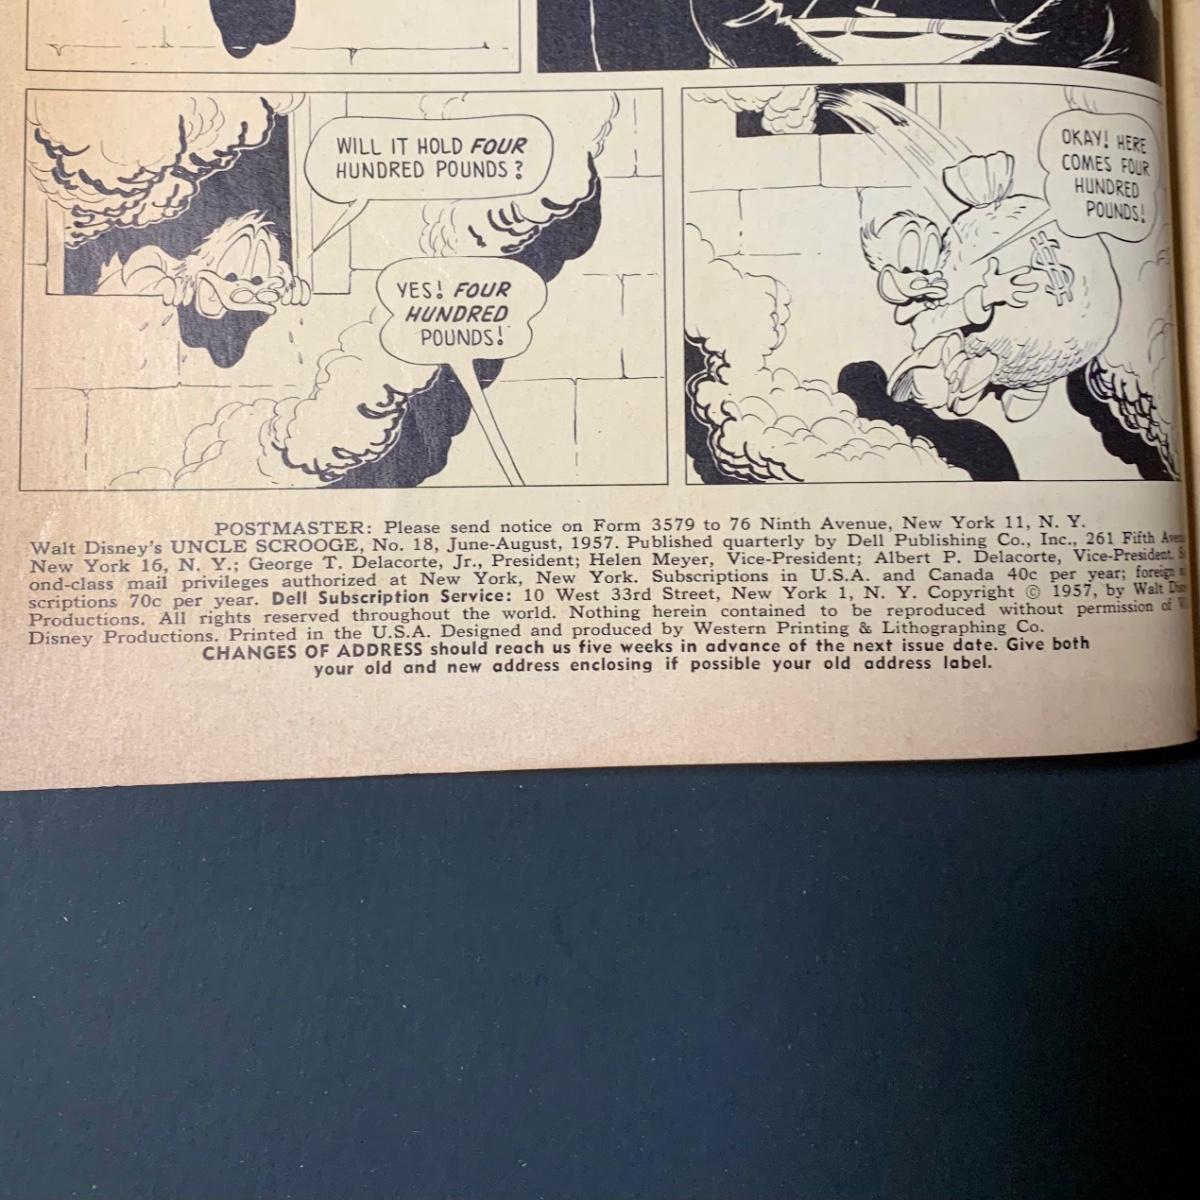 WILL IT HOLD FOUR
HUNDRED POUNDS?
YES! FOUR
HUNDRED
POUNDS!
OKAY! HERE
COMES FOUR
HUNDRED
POUNDS!
$
POSTMASTER: Please send notice on Form 3579 to 76 Ninth Avenue, New York 11, N. Y.
Walt Disney's UNCLE SCROOGE, No. 18, June-August, 1957. Published quarterly by Dell Publishing Co., Inc., 261 Fifth
New York 16, N. Y.; George T. Delacorte, Jr., President; Helen Meyer, Vice-President; Albert P. Delacorte, Vice-President.
ond-class mail privileges authorized at New York, New York. Subscriptions in U.S.A. and Canada 40c per year; foreign
scriptions 70c per year. Dell Subscription Service: 10 West 33rd Street, New York 1, N. Y. Copyright © 1957, by Walt
Productions. All rights reserved throughout the world. Nothing herein contained to be reproduced without permission of
Disney Productions. Printed in the U.S.A. Designed and produced by Western Printing & Lithographing Co.
CHANGES OF ADDRESS should reach us five weeks in advance of the next issue date. Give both
your old and new address enclosing if possible your old address label.